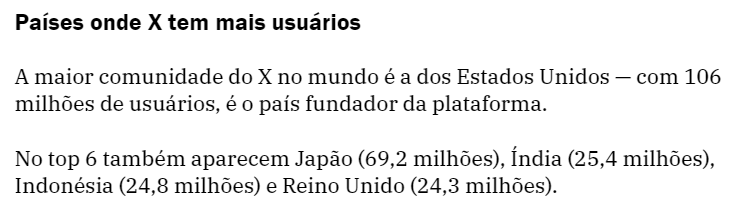 Países onde X tem mais usuários
A maior comunidade do X no mundo é a dos Estados Unidos — com 106
milhões de usuários, é o país fundador da plataforma.
No top 6 também aparecem Japão (69,2 milhões), Índia (25,4 milhões),
Indonésia (24,8 milhões) e Reino Unido (24,3 milhões).